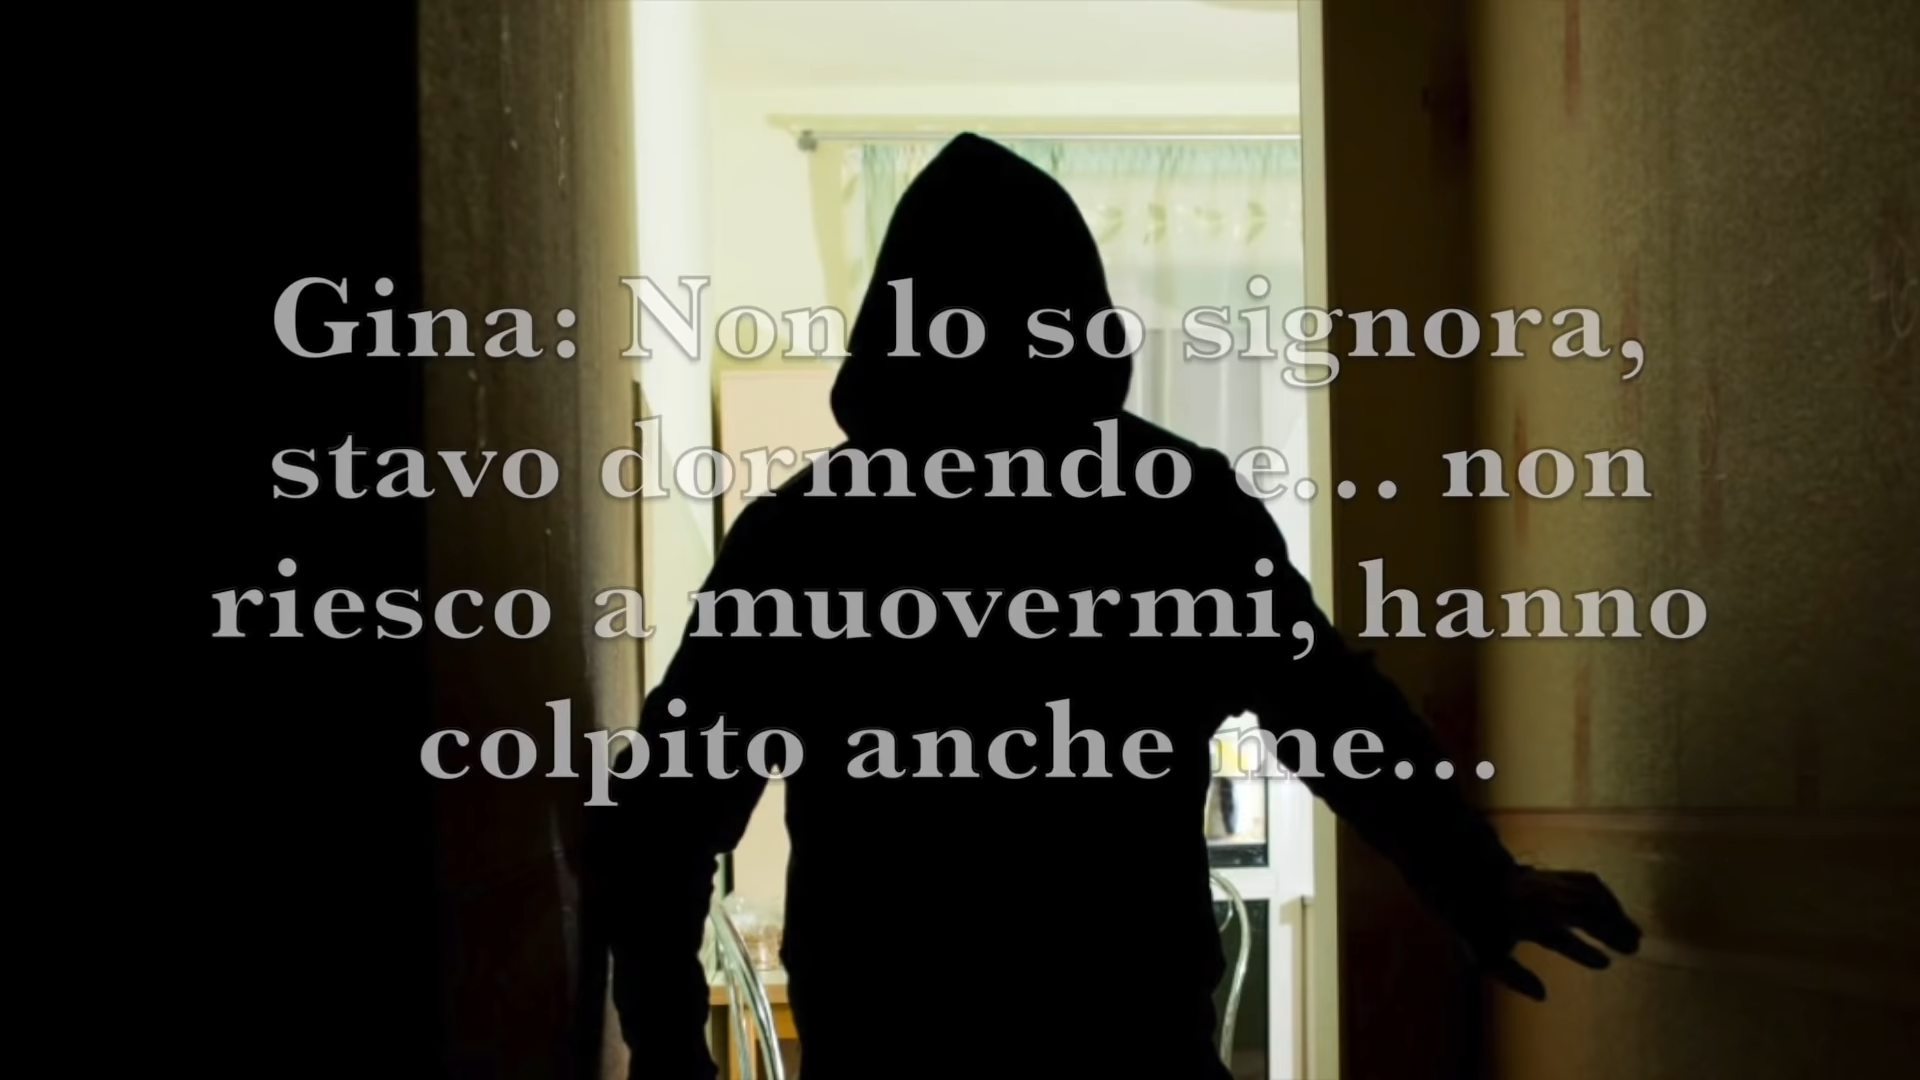 Gina: Non lo so signora,
stavo dormendo e... non
riesco a muovermi, hanno
colpito anche me...